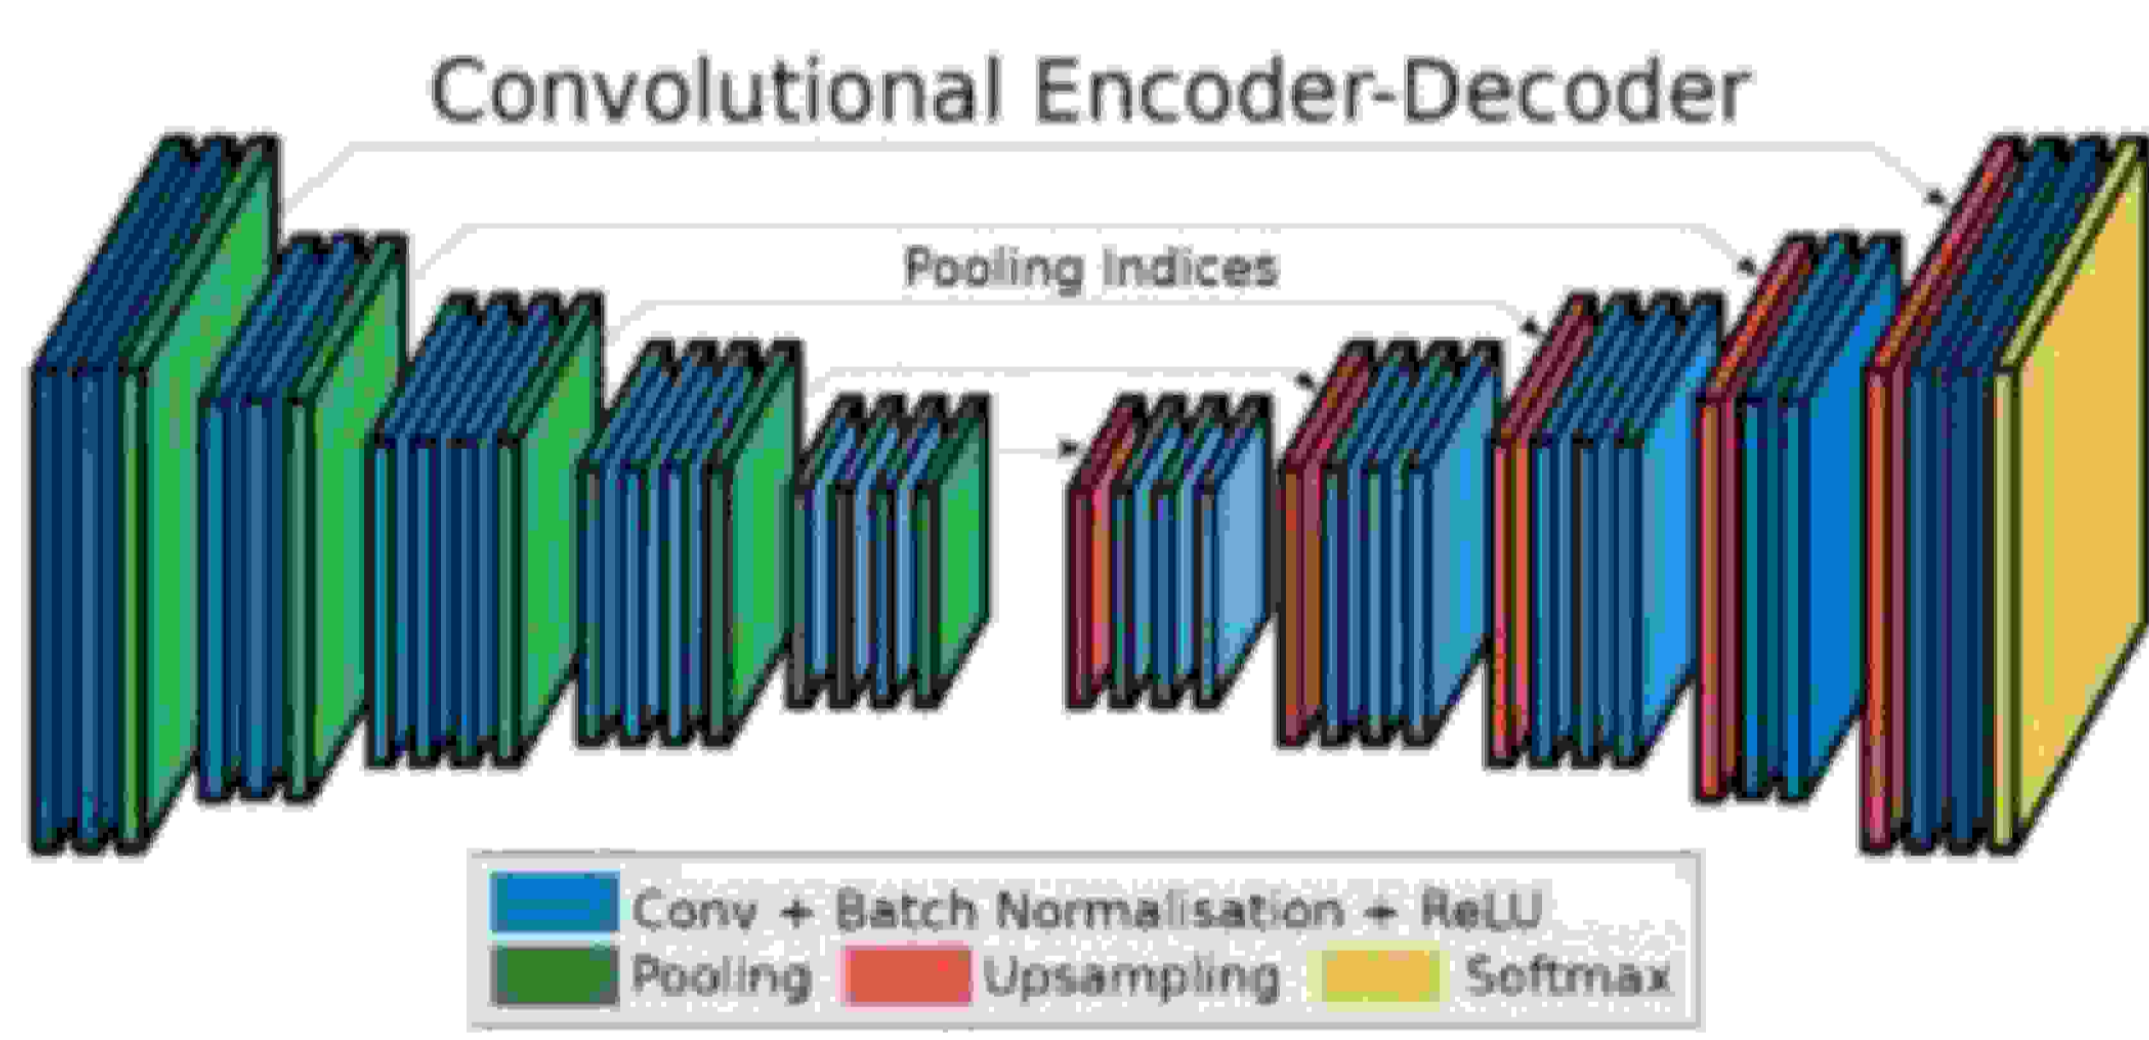 Convolutional Encoder-Decoder
Pooling Indices
Conv + Batch Normalisation + ReLU
Pooling Upsampling Softmax